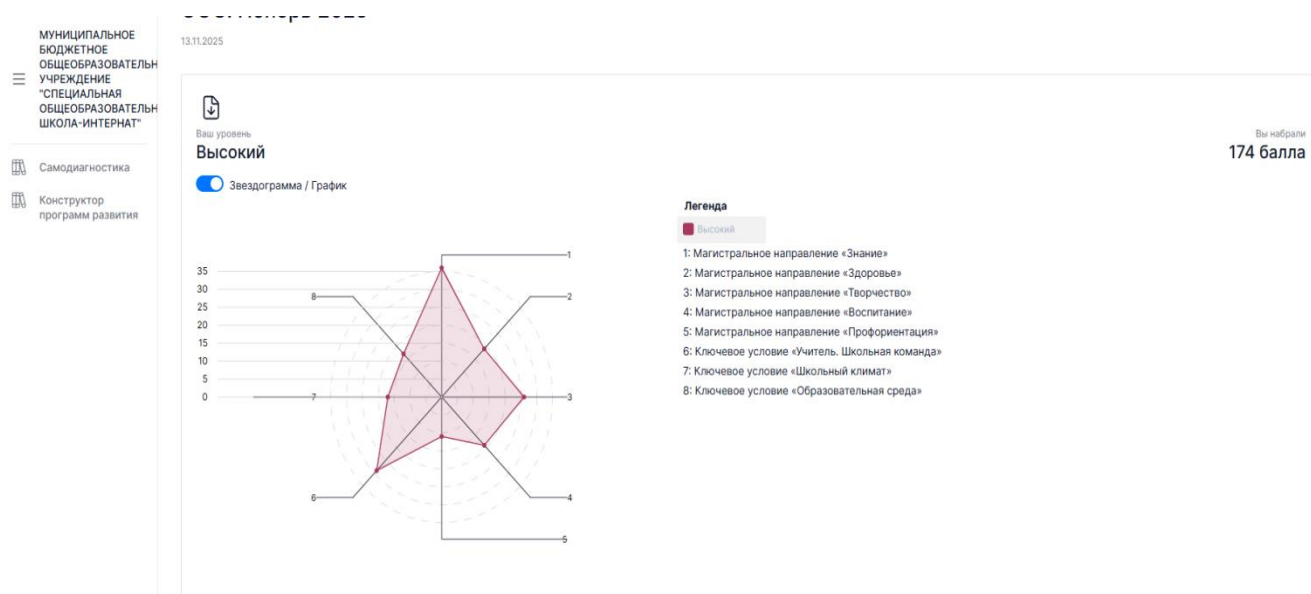 МУНИЦИПАЛЬНОЕ
БЮДЖЕТНОЕ
ОБЩЕОБРАЗОВАТЕЛЬН
УЧРЕЖДЕНИЕ
"СПЕЦИАЛЬНАЯ
ОБЩЕОБРАЗОВАТЕЛЬН
ШКОЛА-ИНТЕРНАТ"
Самодиагностика
Конструктор
программ развития
13.11.2025
Ваш уровень
Высокий
Вы набрали
174 балла
Звездограмма / График
35
30
25
20
15
10
5
0
1
2
3
4
5
6
7
8
Легенда
Высокий
1: Магистральное направление «Знание»
2: Магистральное направление «Здоровье»
3: Магистральное направление «Творчество»
4: Магистральное направление «Воспитание»
5: Магистральное направление «Профориентация»
6: Ключевое условие «Учитель. Школьная команда»
7: Ключевое условие «Школьный климат»
8: Ключевое условие «Образовательная среда»